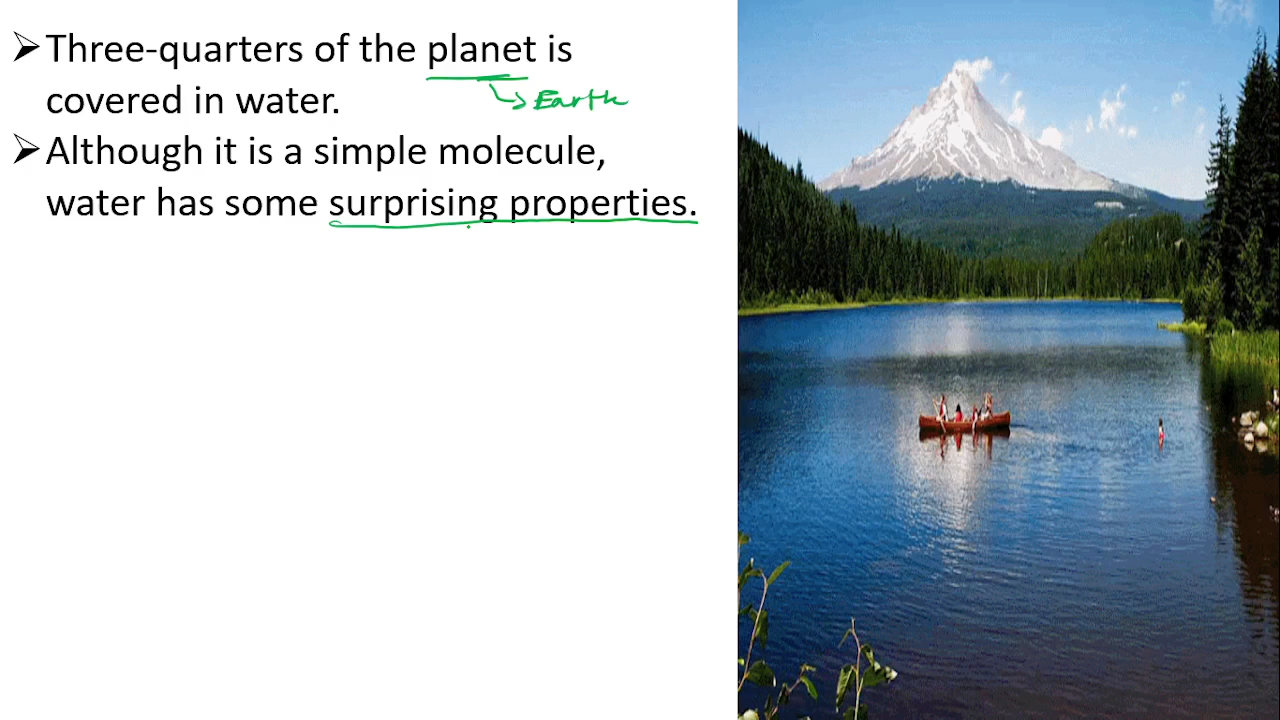 ➢Three-quarters of the planet is
covered in water.
Earth
➢Although it is a simple molecule,
water has some surprising properties.